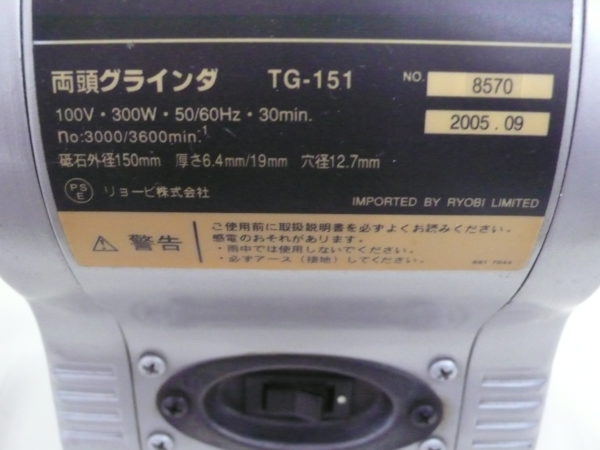 両頭グラインダ TG-151 NO. 8570
100V・300W・50/60Hz・30min. 2005.09
no:3000/3600min.-1
砥石外径150mm 厚さ6.4mm/19mm 穴径12.7mm
PSE リョービ株式会社 IMPORTED BY RYOBI LIMITED
警告
ご使用前に取扱説明書を必ずよくお読みください。
感電のおそれがあります。
・雨中では使用しないでください。
・必ずアース(接地)してください。